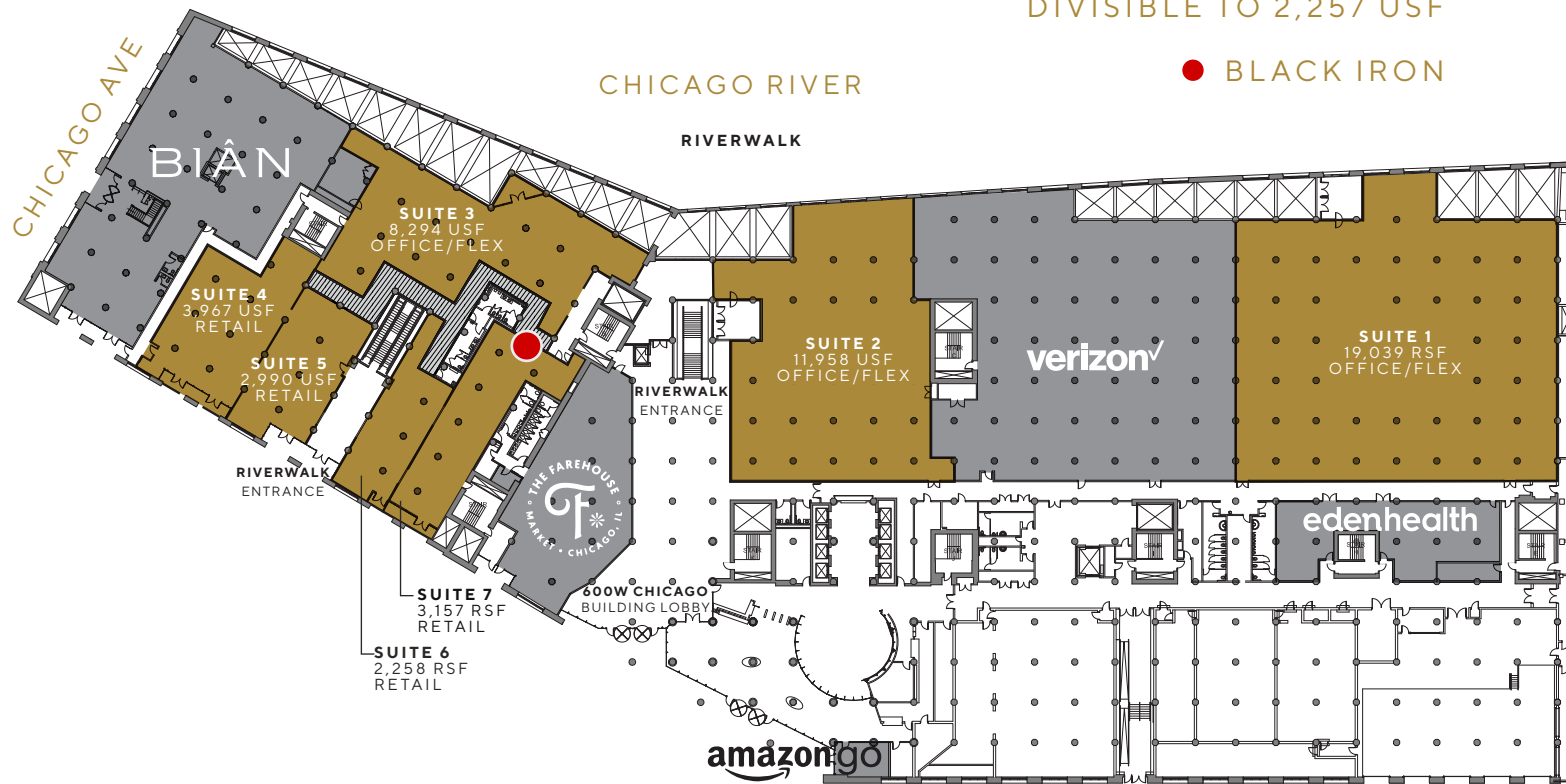 DIVISIBLE TO 2,257 USF
BLACK IRON
CHICAGO AVE
CHICAGO RIVER
RIVERWALK
BIÂN
SUITE 3
8,294 USF
OFFICE/FLEX
SUITE 4
3,967 USF
RETAIL
SUITE 5
2,990 USF
RETAIL
SUITE 2
11,958 USF
OFFICE/FLEX
verizon
SUITE 1
19,039 RSF
OFFICE/FLEX
RIVERWALK
ENTRANCE
RIVERWALK
ENTRANCE
THE FAREHOUSE
F
MARKET • CHICAGO, IL
edenhealth
600W CHICAGO
BUILDING LOBBY
SUITE 7
3,157 RSF
RETAIL
SUITE 6
2,258 RSF
RETAIL
amazon go